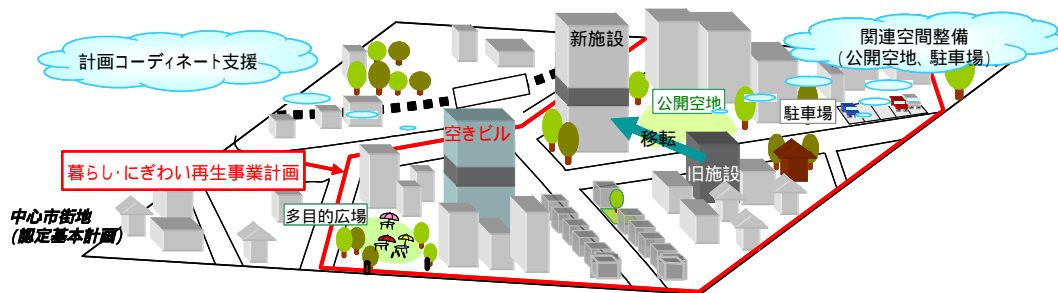 計画コーディネート支援
新施設
関連空間整備
(公開空地、駐車場)
公開空地
駐車場
移転
空きビル
旧施設
暮らし・にぎわい再生事業計画
多目的広場
中心市街地
(認定基本計画)